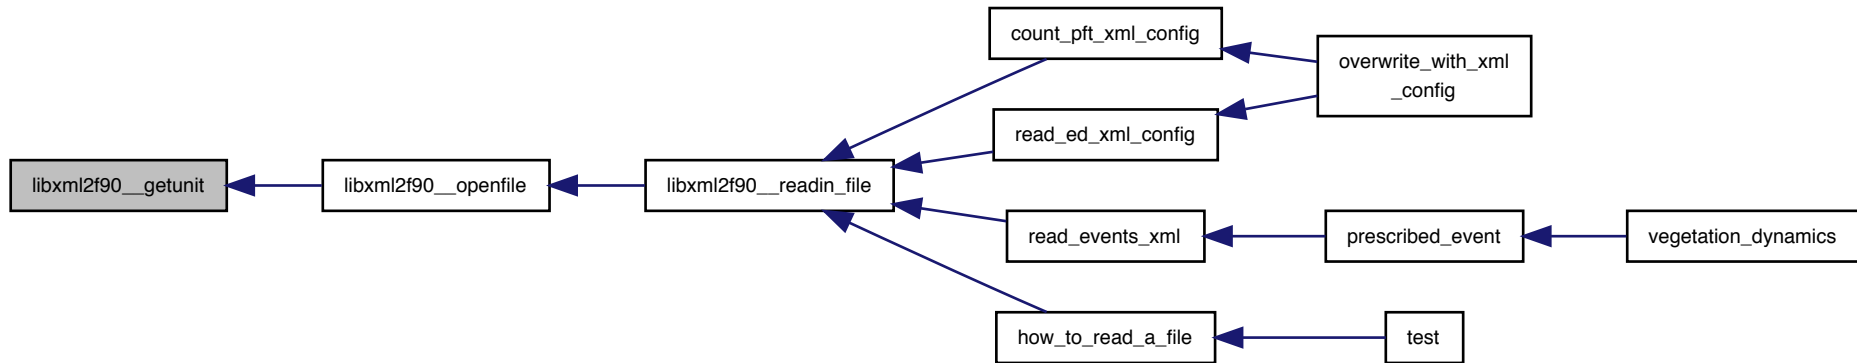 count_pft_xml_config
overwrite_with_xml
_config
read_ed_xml_config
libxml2f90__getunit
libxml2f90__openfile
libxml2f90__readin_file
read_events_xml
prescribed_event
vegetation_dynamics
how_to_read_a_file
test